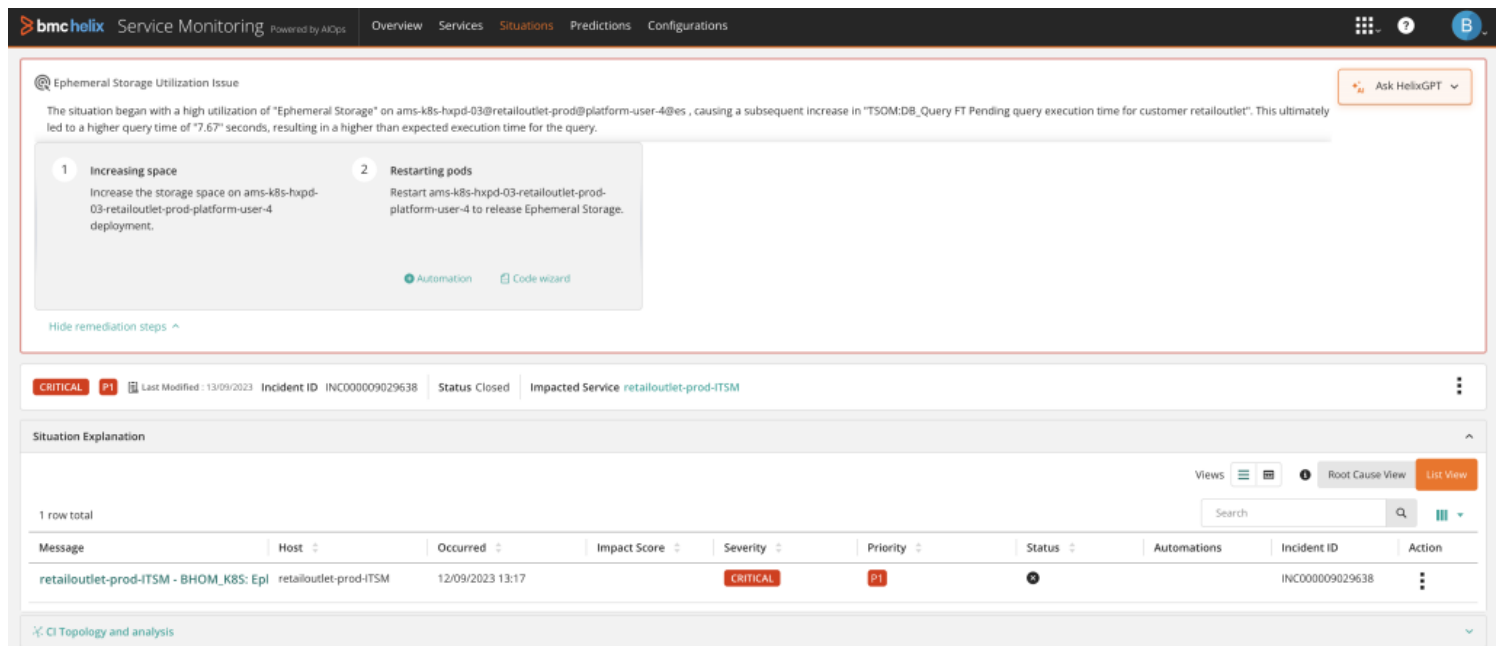 bmc helix Service Monitoring Powered by AIOps Overview Services Situations Predictions Configurations ? B
Ephemeral Storage Utilization Issue
AI Ask HelixGPT
The situation began with a high utilization of "Ephemeral Storage" on ams-k8s-hxpd-03@retailoutlet-prod@platform-user-4@es , causing a subsequent increase in "TSOM:DB_Query FT Pending query execution time for customer retailoutlet". This ultimately
led to a higher query time of "7.67" seconds, resulting in a higher than expected execution time for the query.
1 Increasing space
Increase the storage space on ams-k8s-hxpd-
03-retailoutlet-prod-platform-user-4
deployment.
2 Restarting pods
Restart ams-k8s-hxpd-03-retailoutlet-prod-
platform-user-4 to release Ephemeral Storage.
Automation Code wizard
Hide remediation steps
CRITICAL P1 Last Modified : 13/09/2023 Incident ID INC000009029638 Status Closed Impacted Service retailoutlet-prod-ITSM
Situation Explanation
Views Root Cause View List View
1 row total Search
Message Host Occurred Impact Score Severity Priority Status Automations Incident ID Action
retailoutlet-prod-ITSM - BHOM_K8S: Epl retailoutlet-prod-ITSM 12/09/2023 13:17 CRITICAL P1 INC000009029638
CI Topology and analysis